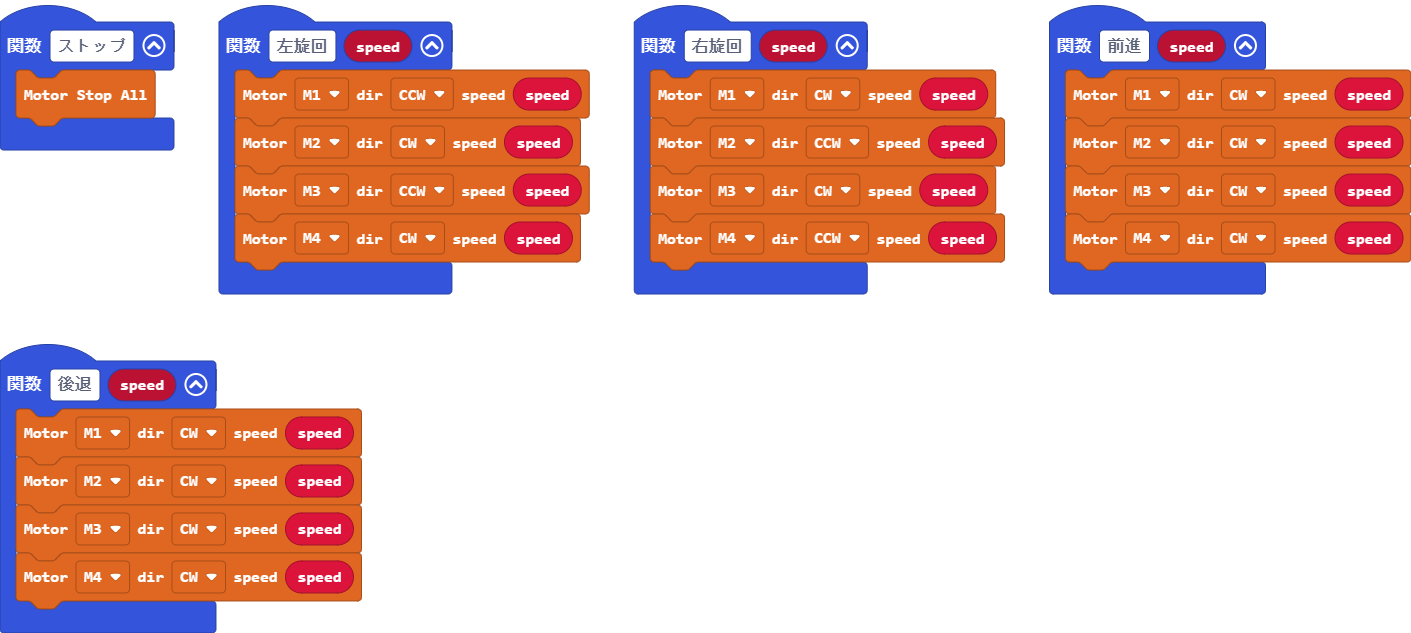 関数 ストップ
Motor Stop All
関数 左旋回 speed
Motor M1 dir CCW speed speed
Motor M2 dir CW speed speed
Motor M3 dir CCW speed speed
Motor M4 dir CW speed speed
関数 右旋回 speed
Motor M1 dir CW speed speed
Motor M2 dir CCW speed speed
Motor M3 dir CW speed speed
Motor M4 dir CCW speed speed
関数 前進 speed
Motor M1 dir CW speed speed
Motor M2 dir CW speed speed
Motor M3 dir CW speed speed
Motor M4 dir CW speed speed
関数 後退 speed
Motor M1 dir CW speed speed
Motor M2 dir CW speed speed
Motor M3 dir CW speed speed
Motor M4 dir CW speed speed